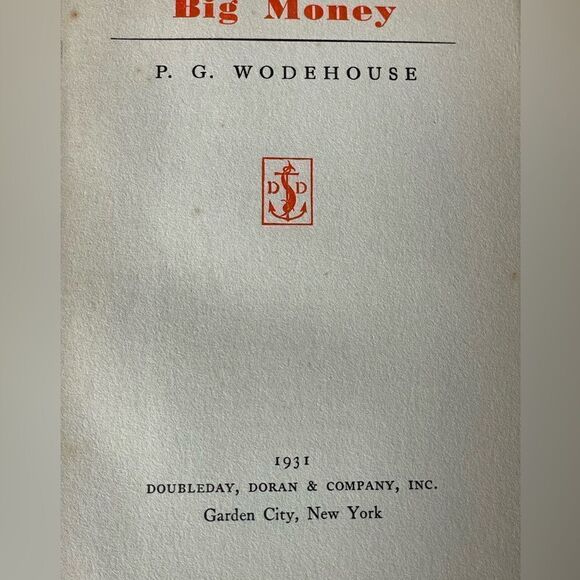 Big Money
P. G. WODEHOUSE
D D
1931
DOUBLEDAY, DORAN & COMPANY, INC.
Garden City, New York